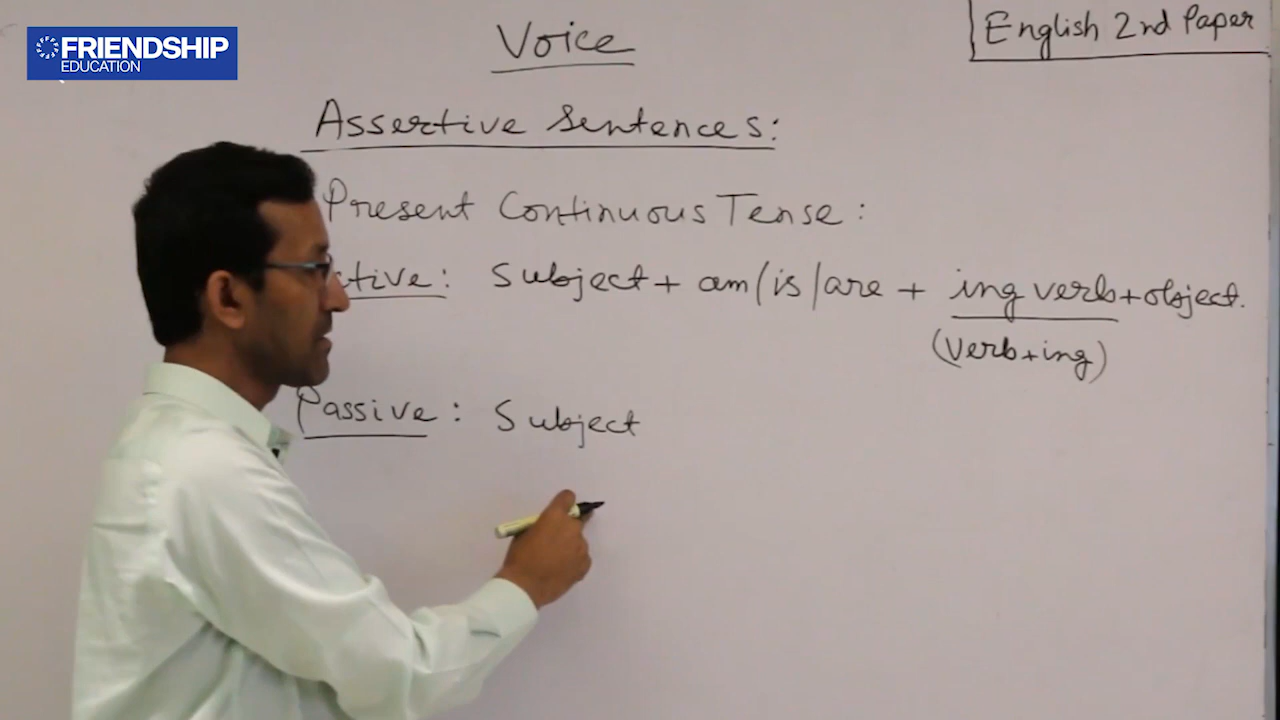 FRIENDSHIP
EDUCATION
Voice
English 2nd Paper
Assertive Sentences:
Present Continuous Tense:
ctive: Subject + am/is/are + ing verb+object.
(verb+ing)
Passive: Subject